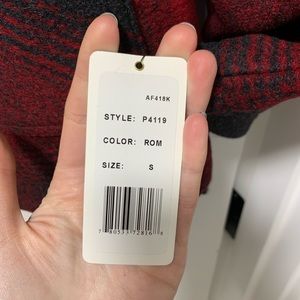 AF418K
STYLE: P4119
COLOR: ROM
SIZE: S